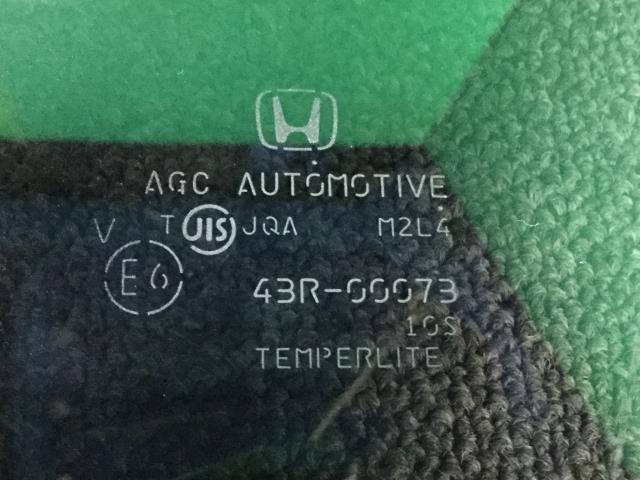 AGC AUTOMOTIVE
V T JIS JQA M2L4
E6 43R-00073
10S
TEMPERLITE